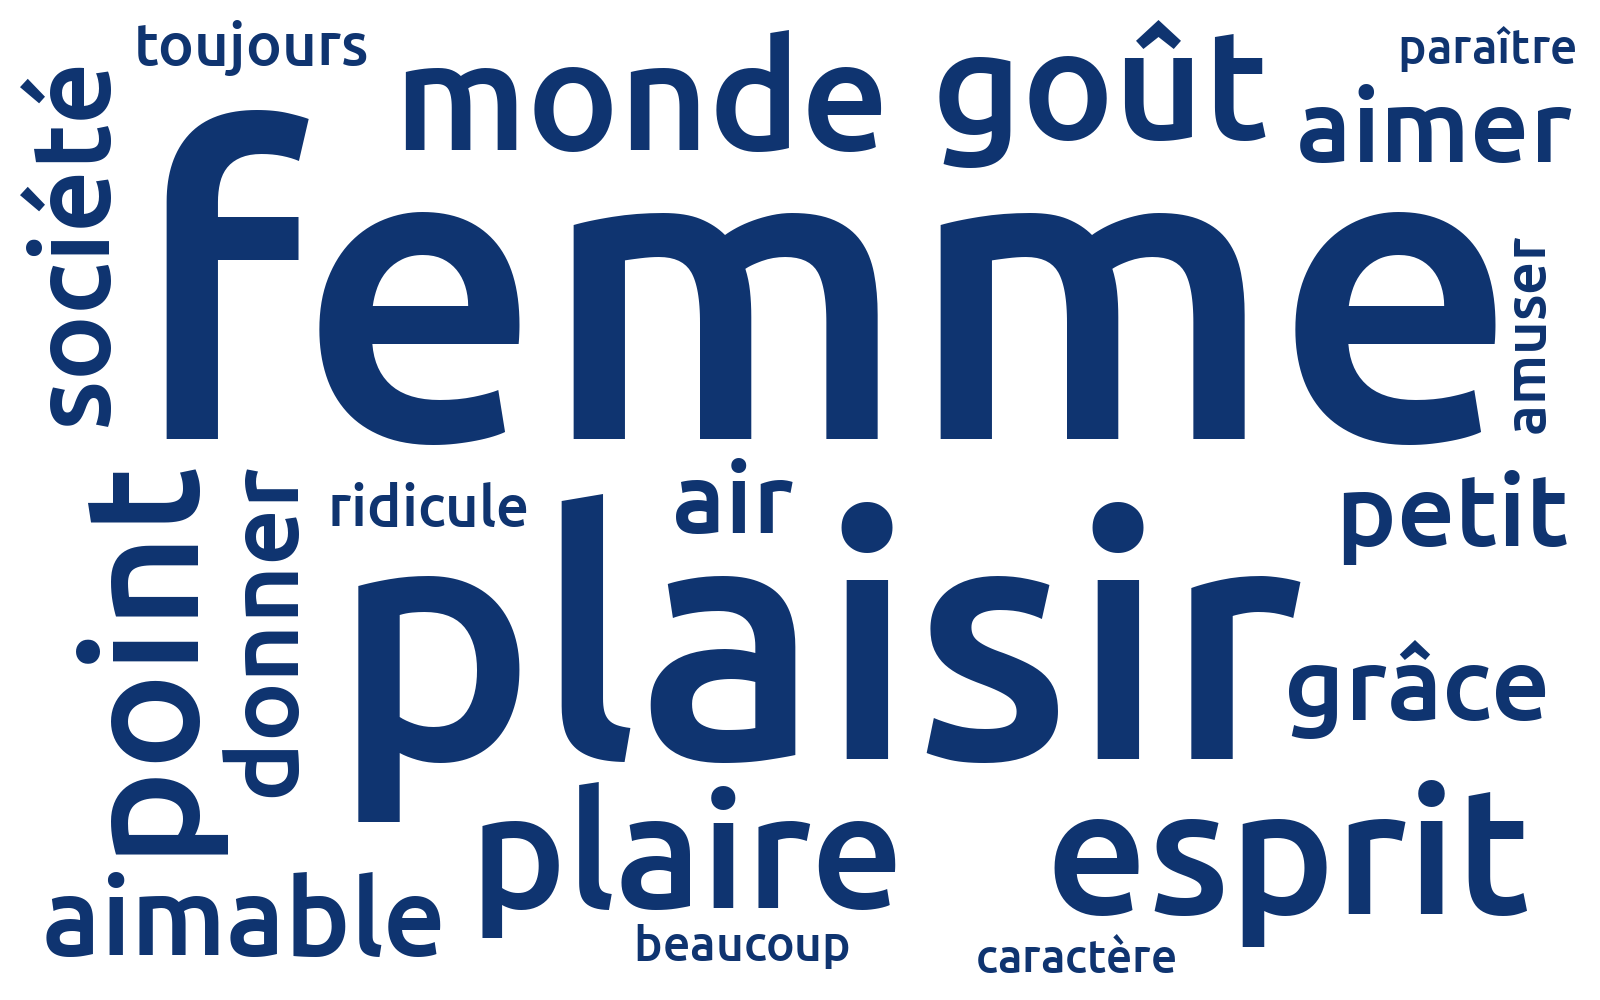 toujours
monde
goût
paraître
aimer
société
femme
amuser
point
donner
ridicule
air
petit
plaisir
grâce
plaire
esprit
aimable
beaucoup
caractère